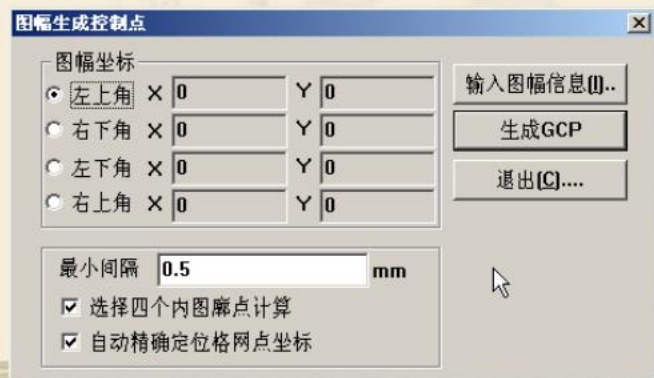 图幅生成控制点
图幅坐标
左上角 X 0 Y 0
右下角 X 0 Y 0
左下角 X 0 Y 0
右上角 X 0 Y 0
输入图幅信息(I)..
生成GCP
退出(C)....
最小间隔 0.5 mm
选择四个内图廓点计算
自动精确定位格网点坐标